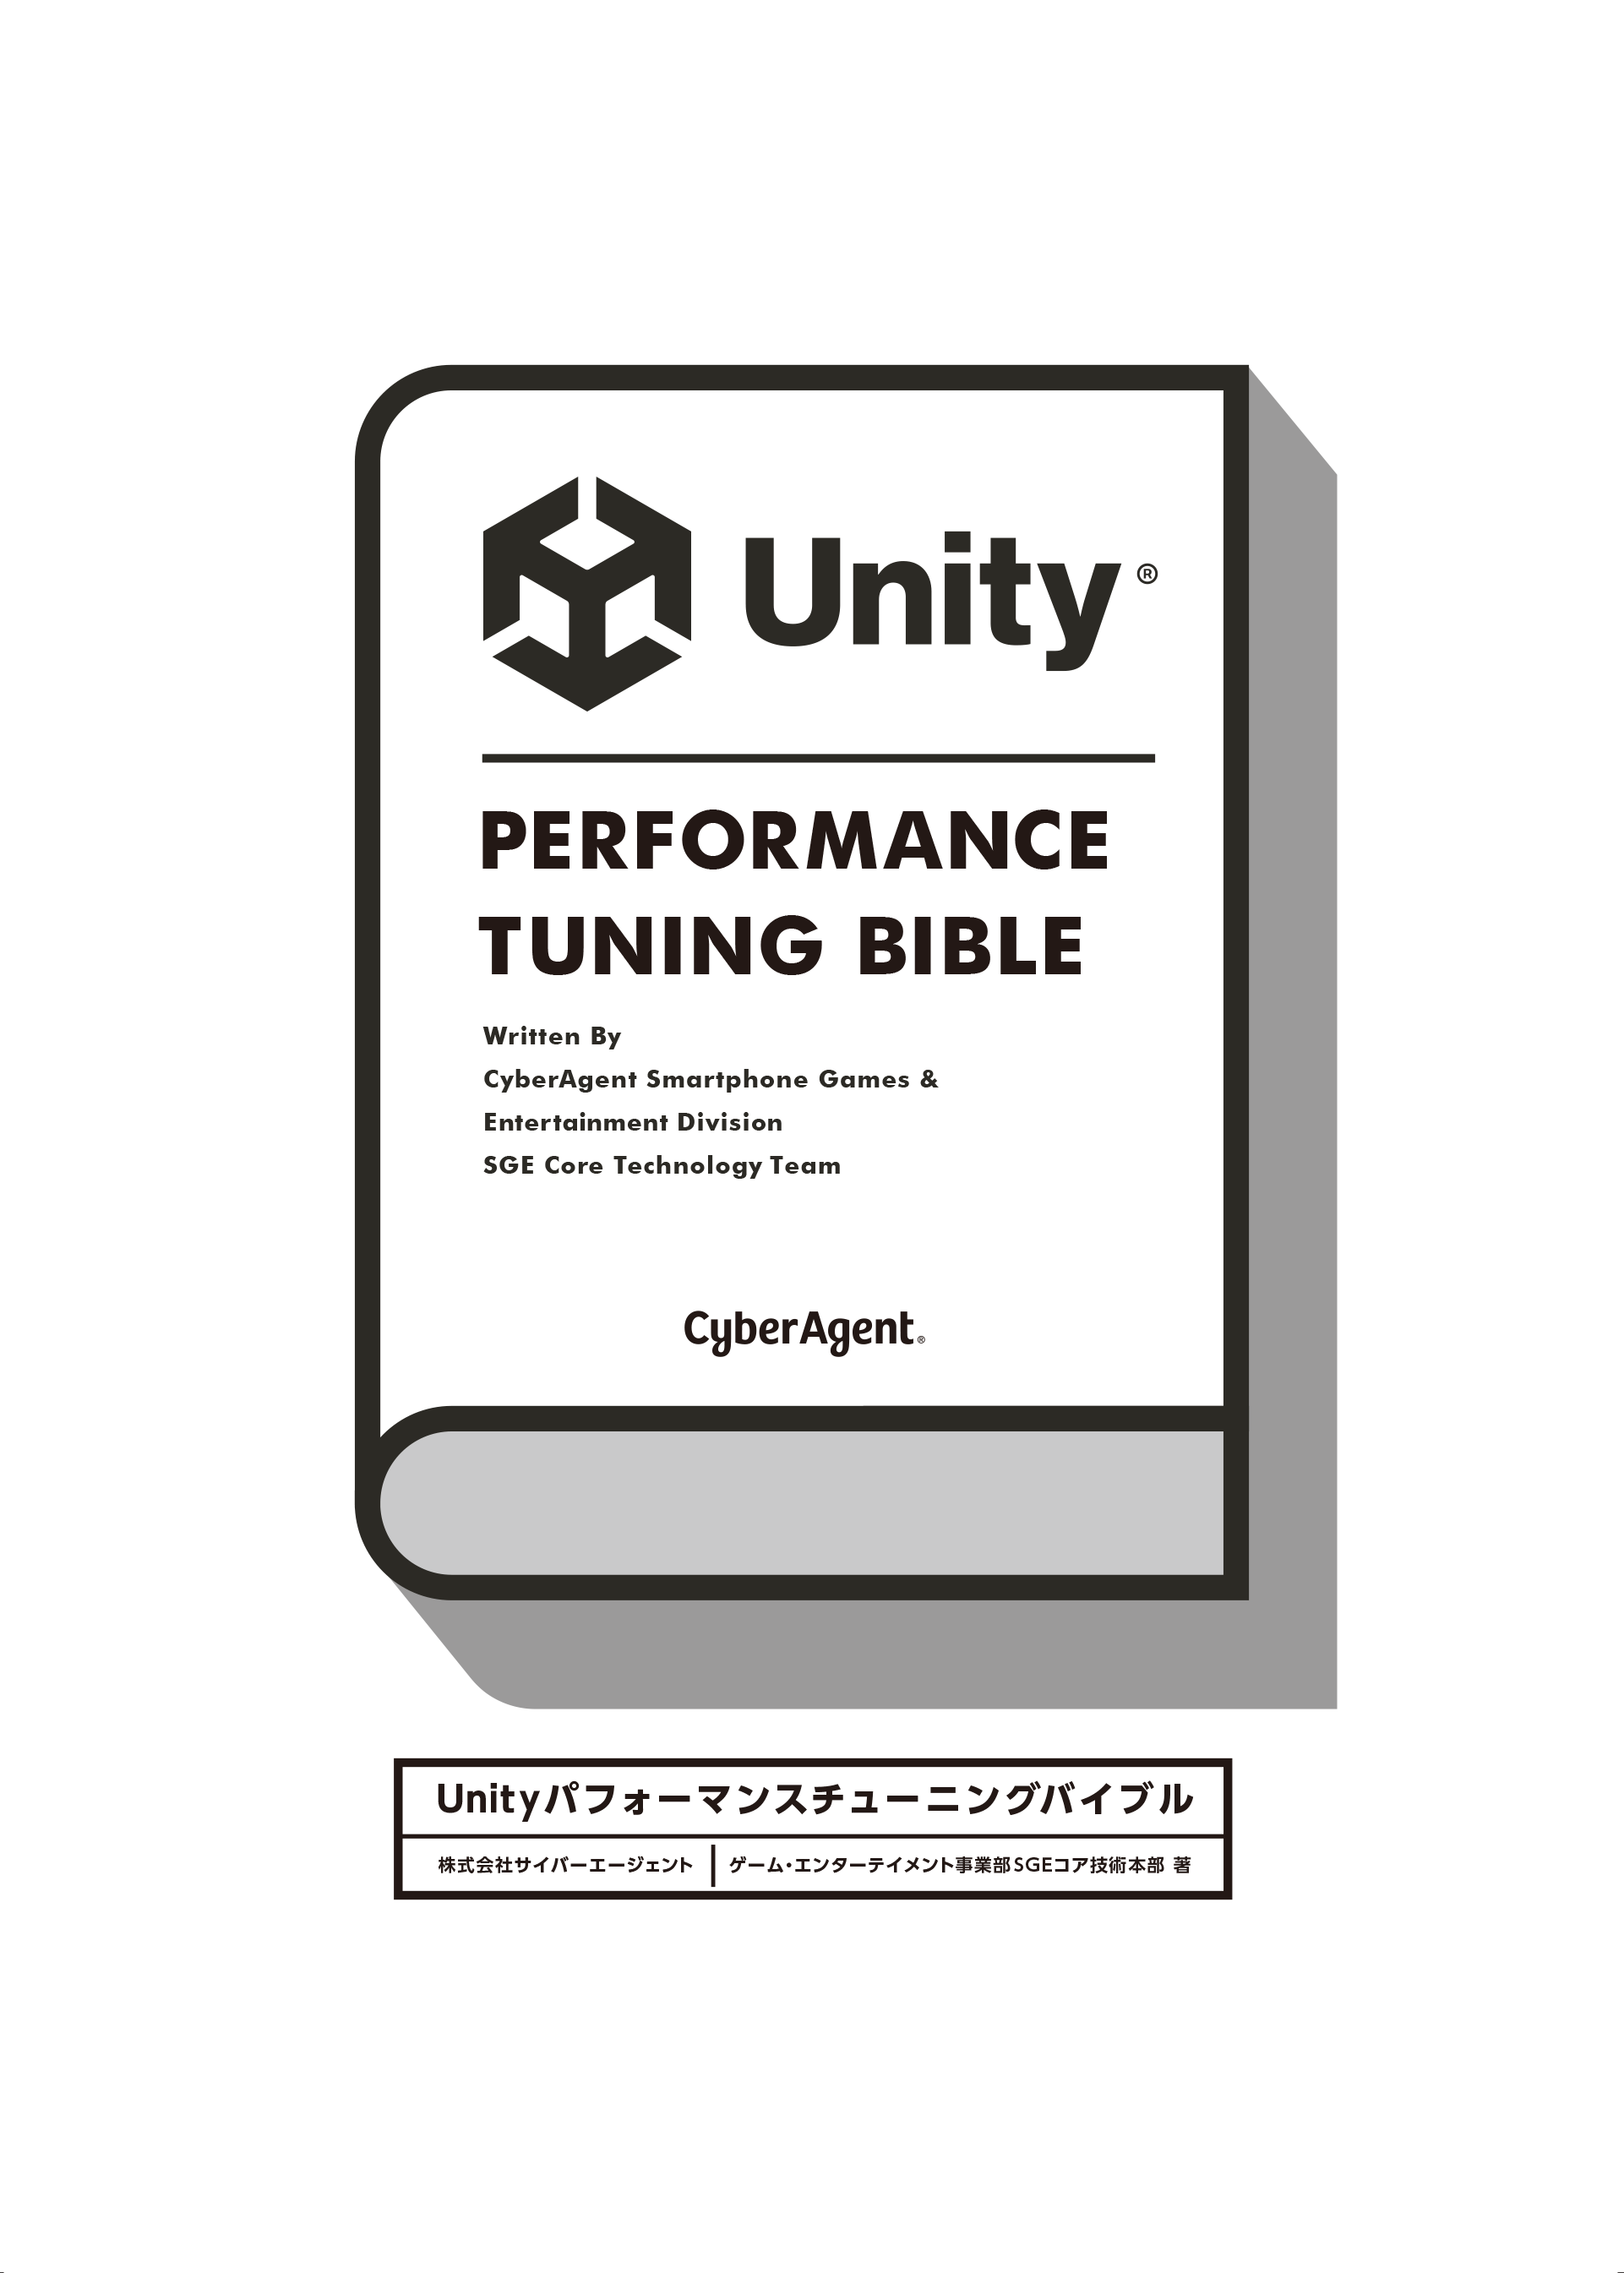 Unity®
PERFORMANCE
TUNING BIBLE
Written By
CyberAgent Smartphone Games &
Entertainment Division
SGE Core Technology Team
CyberAgent®
Unityパフォーマンスチューニングバイブル
株式会社サイバーエージェント | ゲーム・エンターテイメント事業部SGEコア技術本部 著